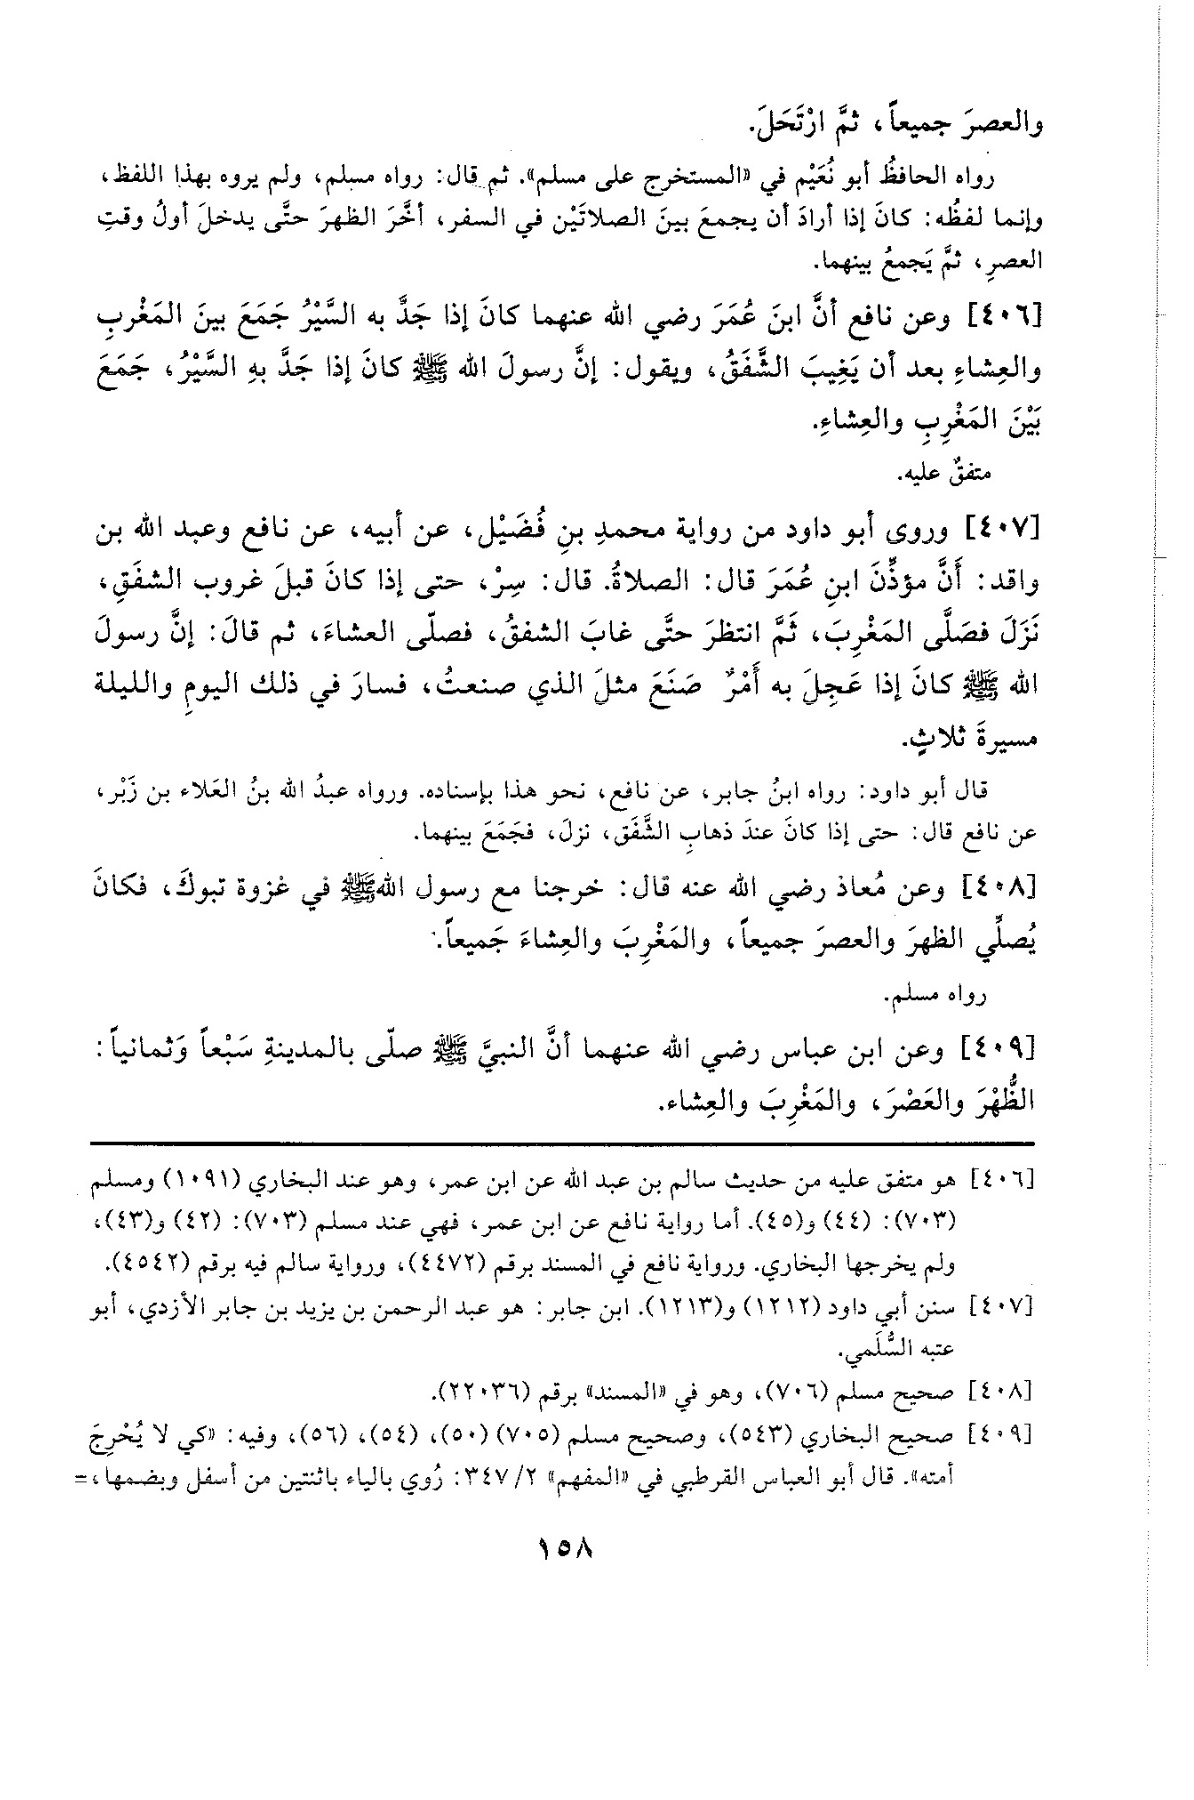 والعصرَ جميعاً، ثمَّ ارْتَحَلَ.
رواه الحافظُ أبو نُعَيْم في «المستخرج على مسلم». ثم قال: رواه مسلم، ولم يروه بهذا اللفظ،
وإنما لفظُه: كانَ إذا أرادَ أن يجمعَ بينَ الصلاتَيْن في السفر، أخَّرَ الظهرَ حتَّى يدخلَ أولُ وقتِ
العصرِ، ثمَّ يَجمعُ بينهما.
[٤٠٦] وعن نافع أنَّ ابنَ عُمَرَ رضي الله عنهما كانَ إذا جَدَّ به السَّيْرُ جَمَعَ بينَ المَغْربِ
والعِشاءِ بعد أن يَغِيبَ الشَّفَقُ، ويقول: إنَّ رسولَ الله ﷺ كانَ إذا جَدَّ بهِ السَّيْرُ، جَمَعَ
بَيْنَ المَغْرِبِ والعِشاءِ.
متفقٌ عليه.
[٤٠٧] وروى أبو داود من رواية محمدِ بنِ فُضَيْل، عن أبيه، عن نافع وعبد الله بن
واقد: أَنَّ مؤذِّنَ ابنِ عُمَرَ قال: الصلاةُ. قال: سِرْ، حتى إذا كانَ قبلَ غروب الشفَقِ،
نَزَلَ فصَلَّى المَغْرِبَ، ثَمَّ انتظرَ حتَّى غابَ الشفقُ، فصلّى العشاءَ، ثم قالَ: إنَّ رسولَ
الله ﷺ كانَ إذا عَجِلَ به أَمْرٌ صَنَعَ مثلَ الذي صنعتُ، فسارَ في ذلك اليومِ والليلة
مسيرةَ ثلاثٍ.
قال أبو داود: رواه ابنُ جابر، عن نافع، نحو هذا بإسناده. ورواه عبدُ الله بنُ العَلاء بن زَبْر،
عن نافع قال: حتى إذا كانَ عندَ ذهابِ الشَّفَق، نزلَ، فجَمَعَ بينهما.
[٤٠٨] وعن مُعاذ رضي الله عنه قال: خرجنا مع رسول الله ﷺ في غزوة تبوكَ، فكانَ
يُصلِّي الظهرَ والعصرَ جميعاً، والمَغْرِبَ والعِشاءَ جَميعاً.
رواه مسلم.
[٤٠٩] وعن ابن عباس رضي الله عنهما أنَّ النبيَّ ﷺ صلّى بالمدينةِ سَبْعاً وَثمانياً:
الظُّهْرَ والعَصْرَ، والمَغْرِبَ والعِشاء.
[٤٠٦] هو متفق عليه من حديث سالم بن عبد الله عن ابن عمر، وهو عند البخاري (١٠٩١) ومسلم
(٧٠٣): (٤٤) و(٤٥). أما رواية نافع عن ابن عمر، فهي عند مسلم (٧٠٣): (٤٢) و(٤٣)،
ولم يخرجها البخاري. ورواية نافع في المسند برقم (٤٤٧٢)، ورواية سالم فيه برقم (٤٥٤٢).
[٤٠٧] سنن أبي داود (١٢١٢) و(١٢١٣). ابن جابر: هو عبد الرحمن بن يزيد بن جابر الأزدي، أبو
عتبه السُّلَمي.
[٤٠٨] صحيح مسلم (٧٠٦)، وهو في «المسند» برقم (٢٢٠٣٦).
[٤٠٩] صحيح البخاري (٥٤٣)، وصحيح مسلم (٧٠٥) (٥٠)، (٥٤)، (٥٦)، وفيه: «كي لا يُحْرِجَ
أمته». قال أبو العباس القرطبي في «المفهم» ٢/ ٣٤٧: رُوي بالياء باثنتين من أسفل وبضمها،=
١٥٨